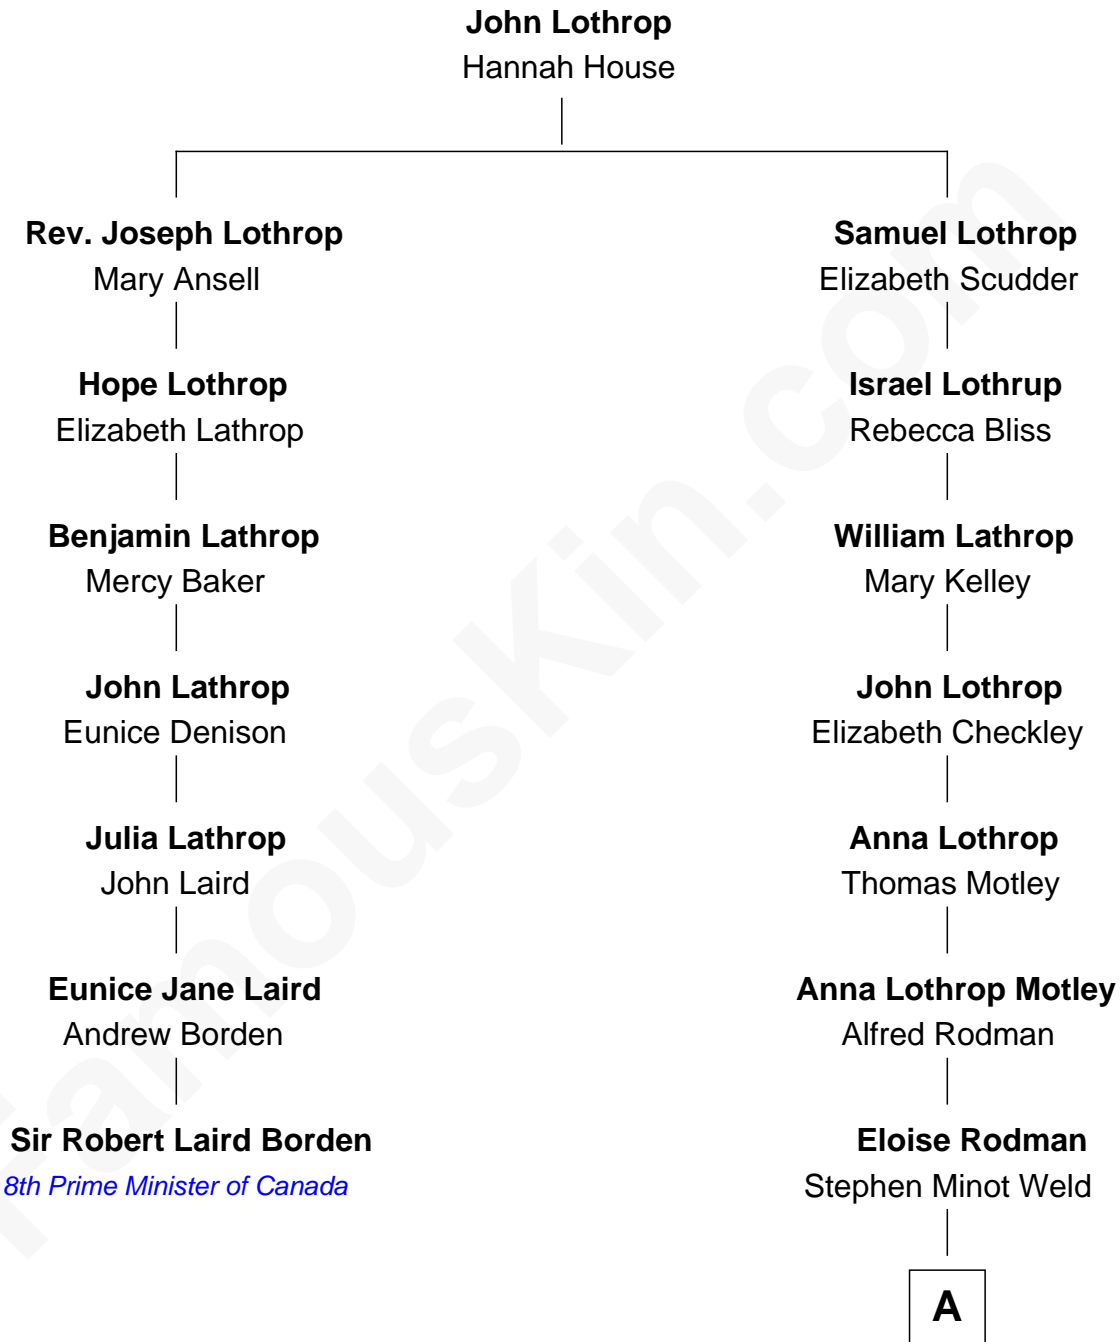 John Lothrop
Hannah House
Rev. Joseph Lothrop
Mary Ansell
Samuel Lothrop
Elizabeth Scudder
Hope Lothrop
Elizabeth Lathrop
Israel Lothrup
Rebecca Bliss
Benjamin Lathrop
Mercy Baker
William Lathrop
Mary Kelley
John Lathrop
Eunice Denison
John Lothrop
Elizabeth Checkley
Julia Lathrop
John Laird
Anna Lothrop
Thomas Motley
Eunice Jane Laird
Andrew Borden
Anna Lothrop Motley
Alfred Rodman
Sir Robert Laird Borden
8th Prime Minister of Canada
Eloise Rodman
Stephen Minot Weld
A
FamousKin.com